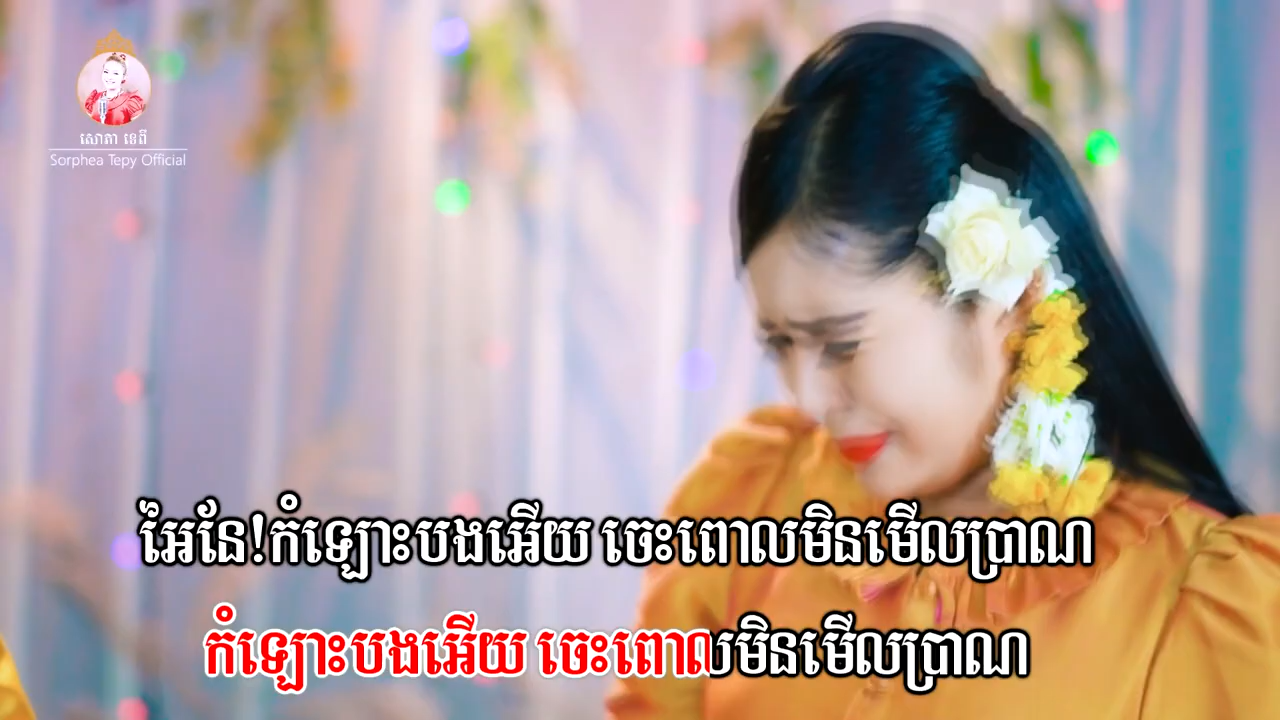 សោភា ទេពី
Sorphea Tepy Official
អៃនែ!កំឡោះបងអើយ ចេះពោលមិនមើលប្រាណ
កំឡោះបងអើយ ចេះពោលមិនមើលប្រាណ